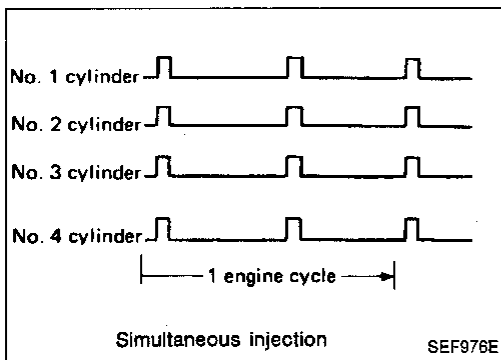 No. 1 cylinder
No. 2 cylinder
No. 3 cylinder
No. 4 cylinder
1 engine cycle
Simultaneous injection
SEF976E